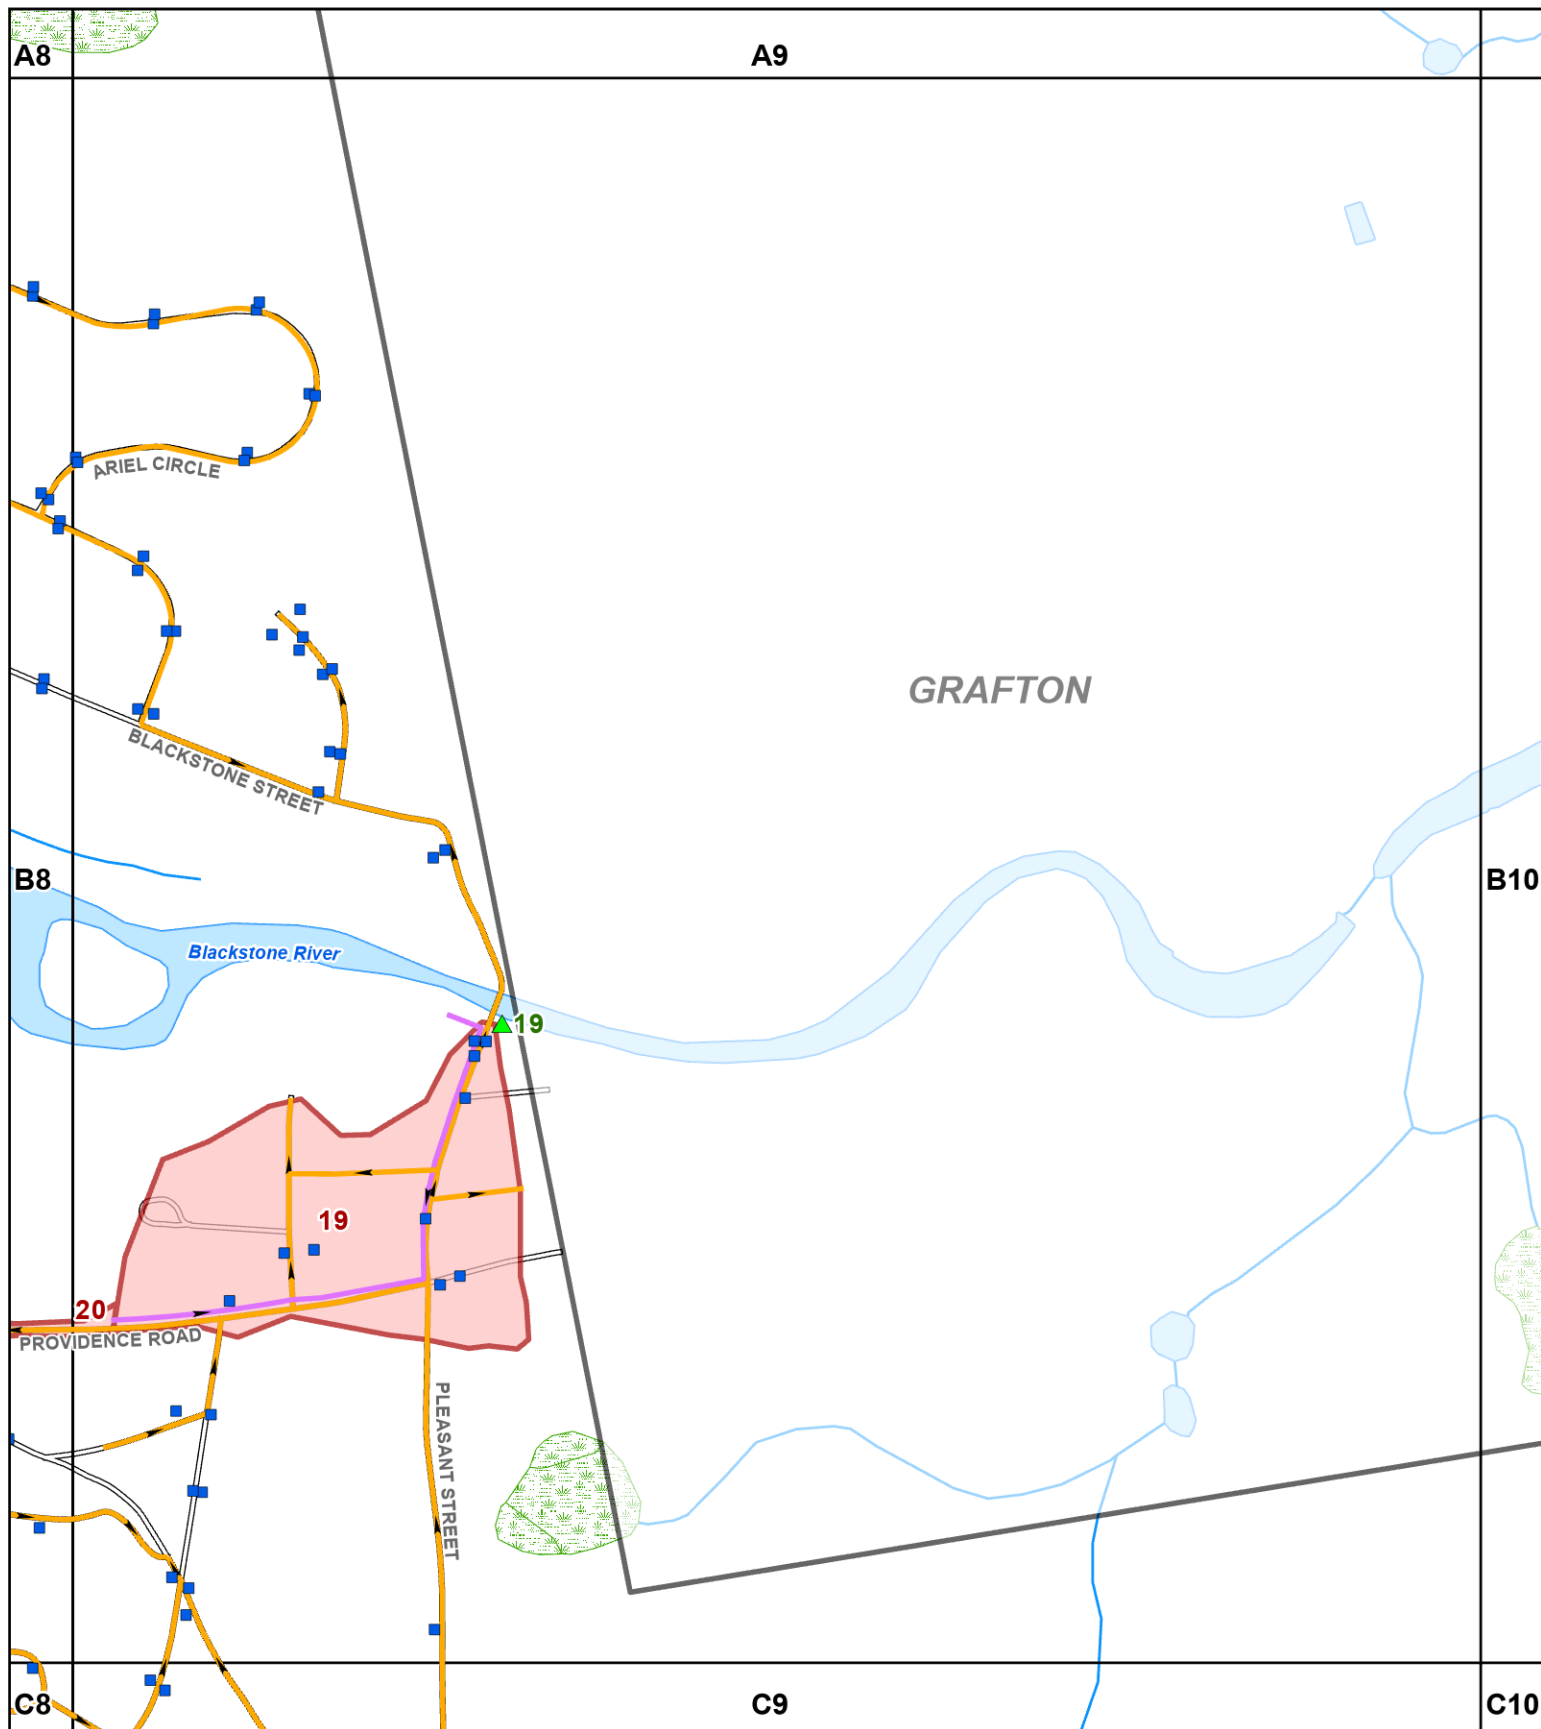 A8
A9
ARIEL CIRCLE
GRAFTON
BLACKSTONE STREET
B8
B10
Blackstone River
19
19
20
PROVIDENCE ROAD
PLEASANT STREET
C8
C9
C10